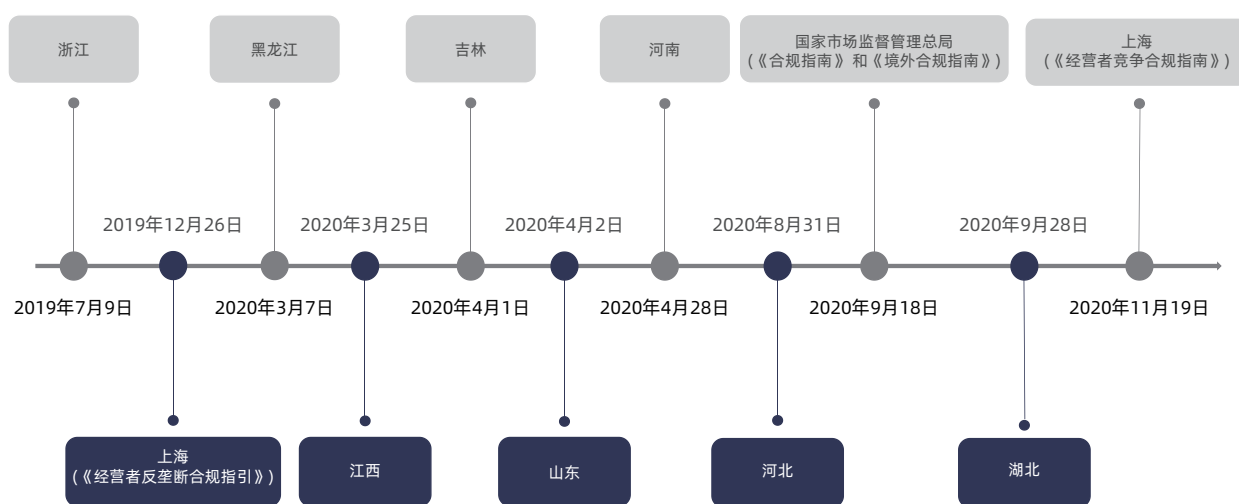 浙江
黑龙江
吉林
河南
国家市场监督管理总局
(《合规指南》和《境外合规指南》)
上海
(《经营者竞争合规指南》)
2019年12月26日
2020年3月25日
2020年4月2日
2020年8月31日
2020年9月28日
2019年7月9日
2020年3月7日
2020年4月1日
2020年4月28日
2020年9月18日
2020年11月19日
上海
(《经营者反垄断合规指引》)
江西
山东
河北
湖北